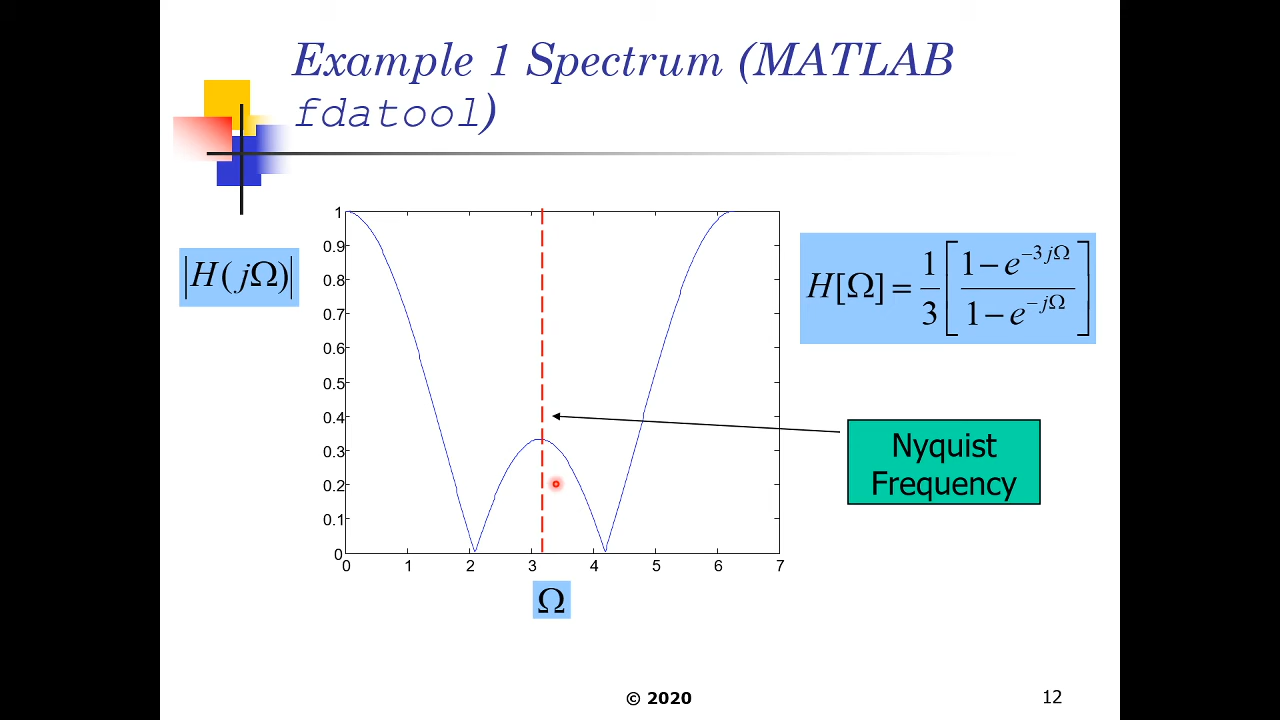 Example 1 Spectrum (MATLAB
fdatool)
|H(jΩ)|
1
0.9
0.8
0.7
0.6
0.5
0.4
0.3
0.2
0.1
0
0 1 2 3 4 5 6 7
Ω
H[Ω] = 1/3 [ (1 − e^{−3jΩ}) / (1 − e^{−jΩ}) ]
Nyquist
Frequency
© 2020
12